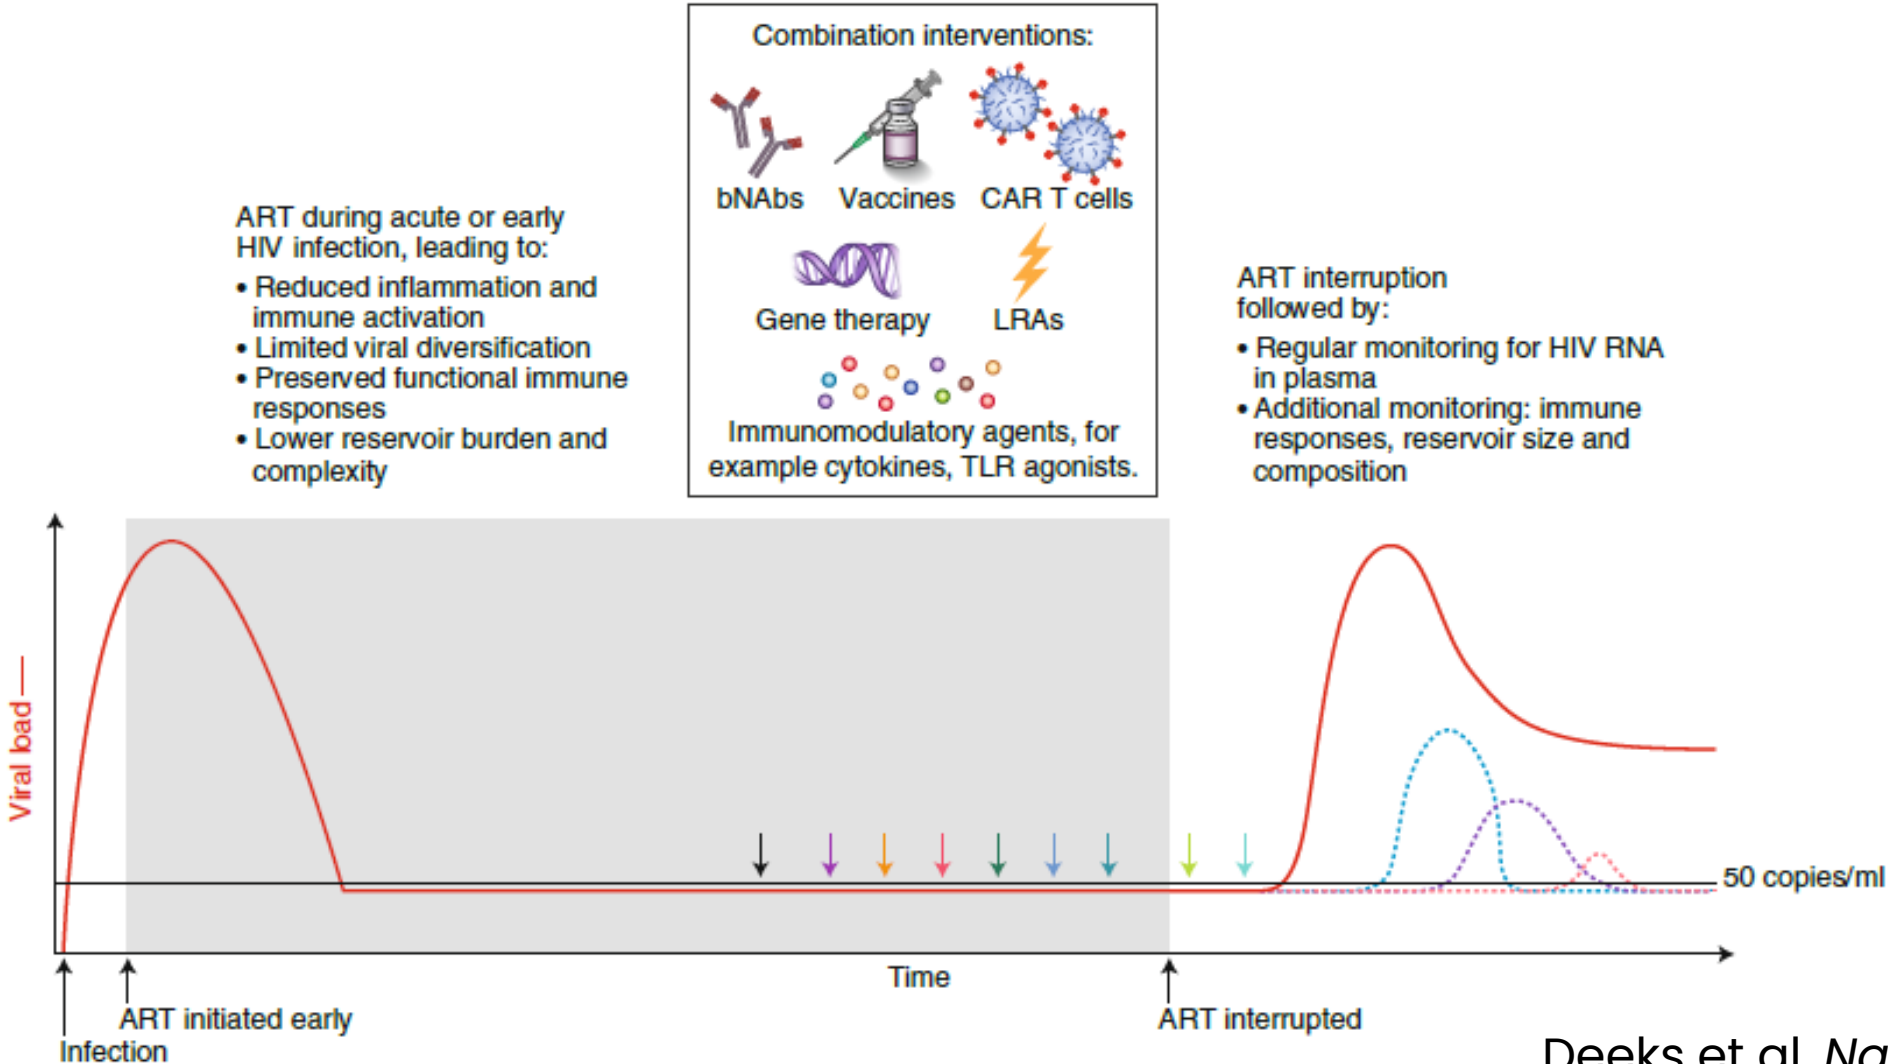 Combination interventions:
bNAbs
Vaccines
CAR T cells
Gene therapy
LRAs
Immunomodulatory agents, for
example cytokines, TLR agonists.
ART during acute or early
HIV infection, leading to:
• Reduced inflammation and
immune activation
• Limited viral diversification
• Preserved functional immune
responses
• Lower reservoir burden and
complexity
ART interruption
followed by:
• Regular monitoring for HIV RNA
in plasma
• Additional monitoring: immune
responses, reservoir size and
composition
Viral load
50 copies/ml
Time
ART initiated early
Infection
ART interrupted
Deeks et al Na